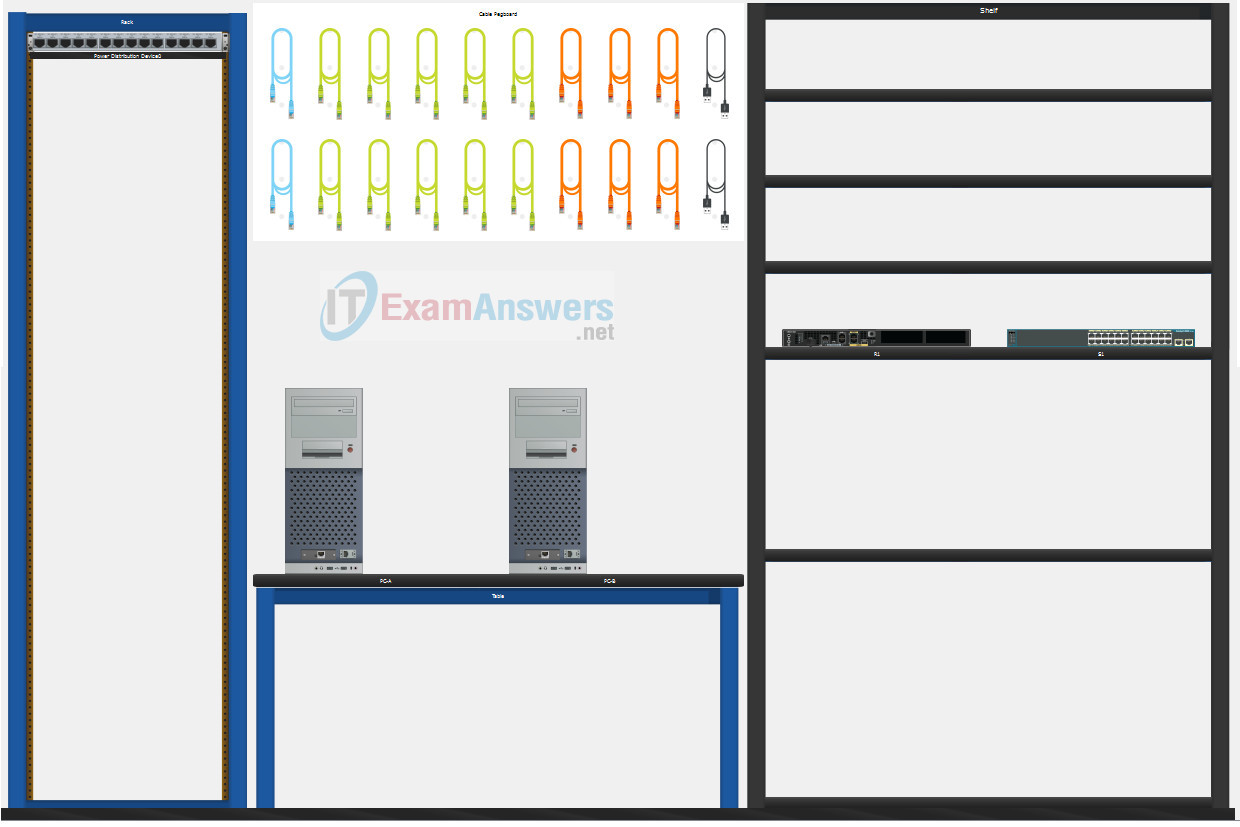 Rack
Power Distribution Device0
Cable Pegboard
Shelf
ITExamAnswers
.net
R1
S1
PC-A
PC-B
Table